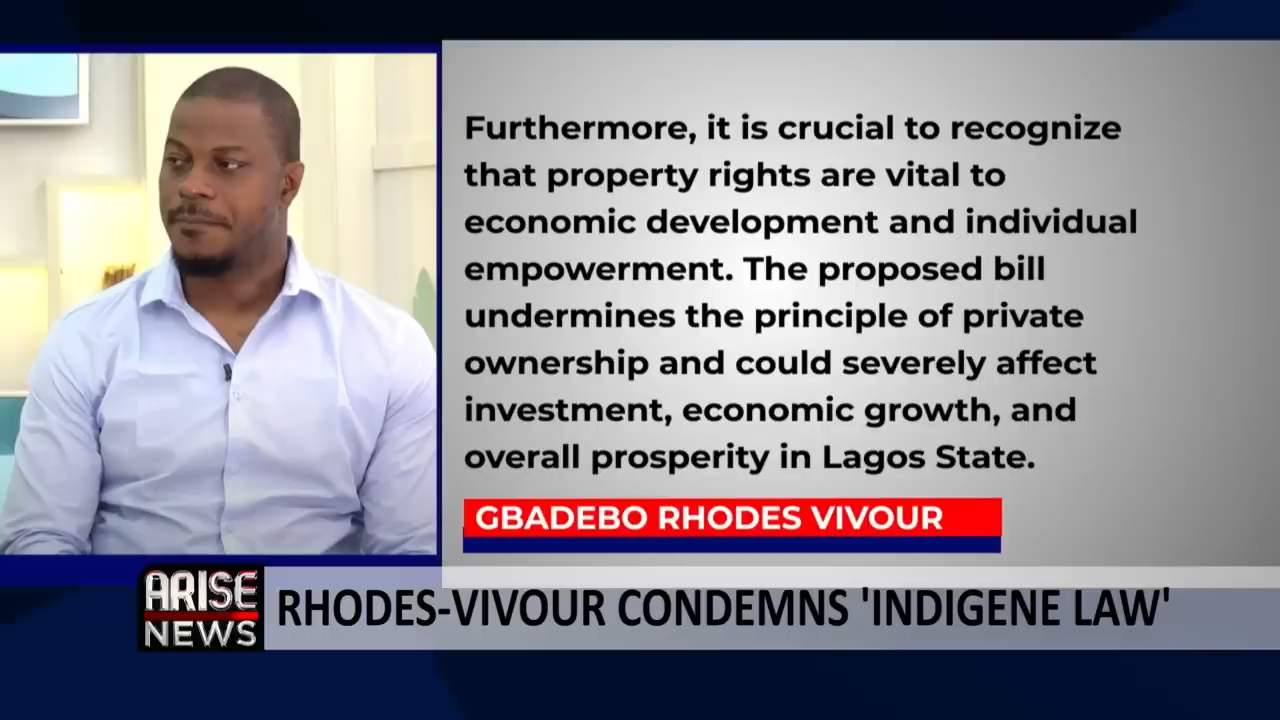 Furthermore, it is crucial to recognize
that property rights are vital to
economic development and individual
empowerment. The proposed bill
undermines the principle of private
ownership and could severely affect
investment, economic growth, and
overall prosperity in Lagos State.
GBADEBO RHODES VIVOUR
ARISE
NEWS
RHODES-VIVOUR CONDEMNS 'INDIGENE LAW'